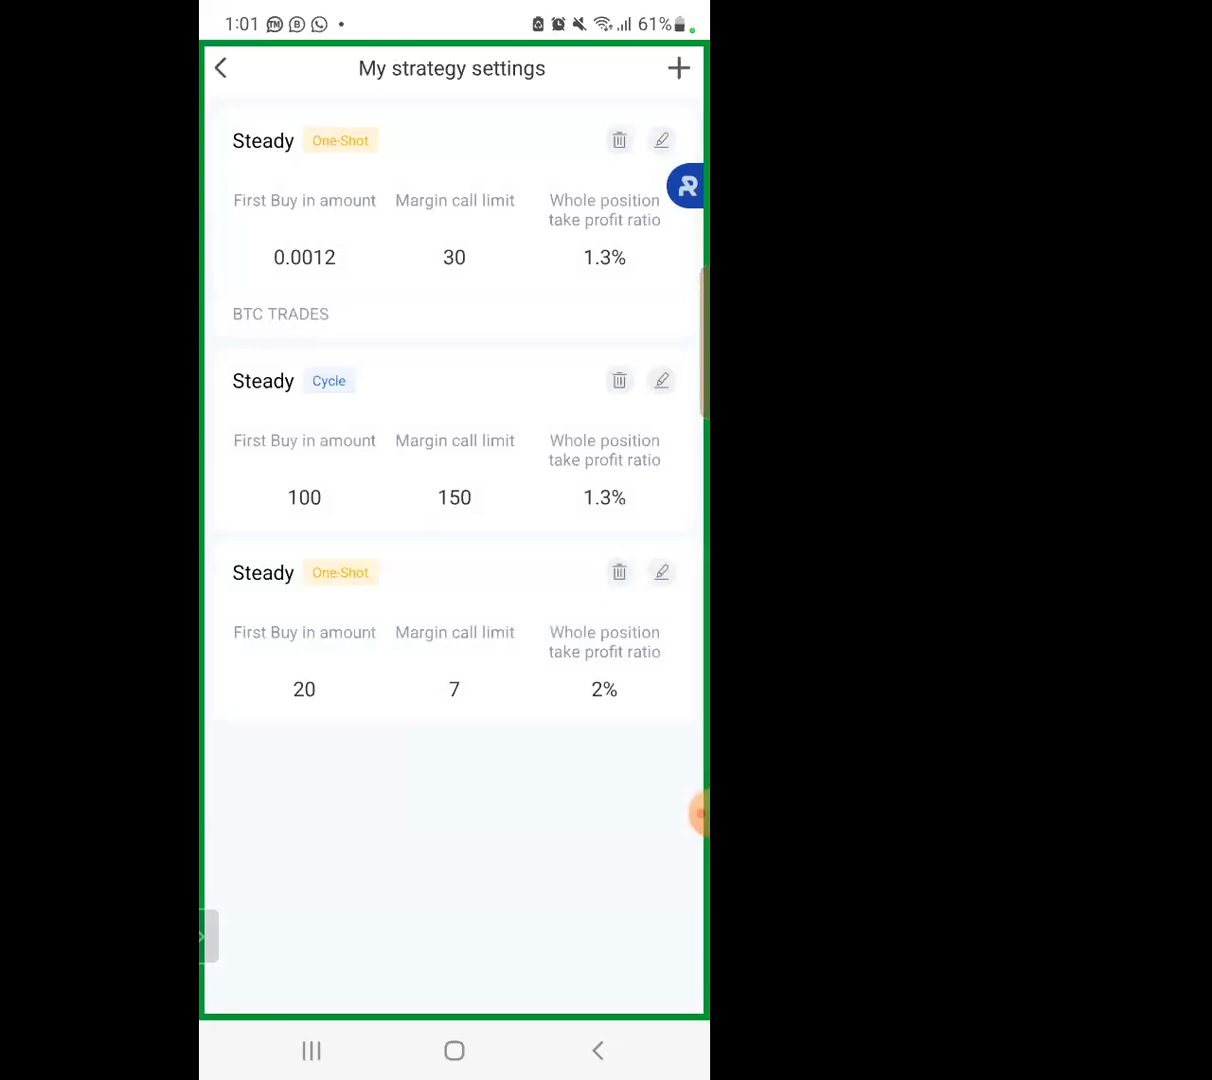 1:01 61%
My strategy settings
Steady One-Shot
First Buy in amount Margin call limit Whole position
take profit ratio
0.0012 30 1.3%
BTC TRADES
Steady Cycle
First Buy in amount Margin call limit Whole position
take profit ratio
100 150 1.3%
Steady One-Shot
First Buy in amount Margin call limit Whole position
take profit ratio
20 7 2%